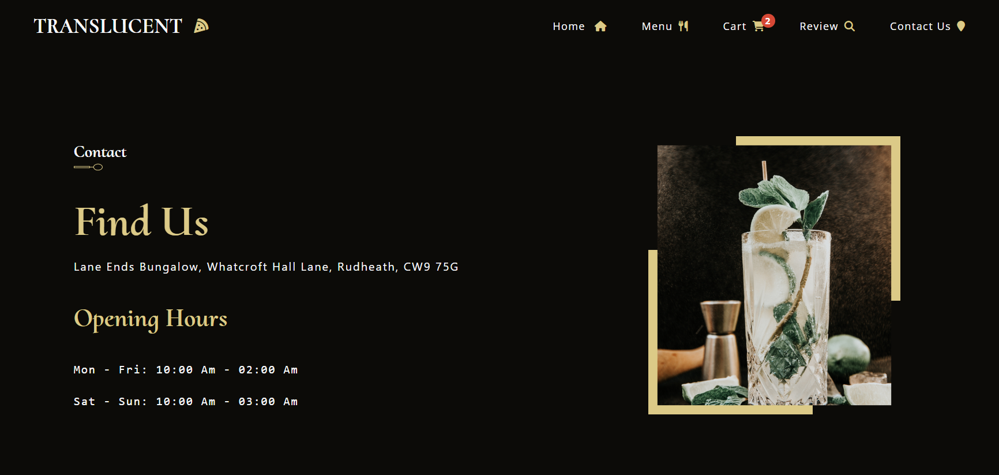 TRANSLUCENT
Home
Menu
Cart 2
Review
Contact Us
Contact
Find Us
Lane Ends Bungalow, Whatcroft Hall Lane, Rudheath, CW9 75G
Opening Hours
Mon - Fri: 10:00 Am - 02:00 Am
Sat - Sun: 10:00 Am - 03:00 Am